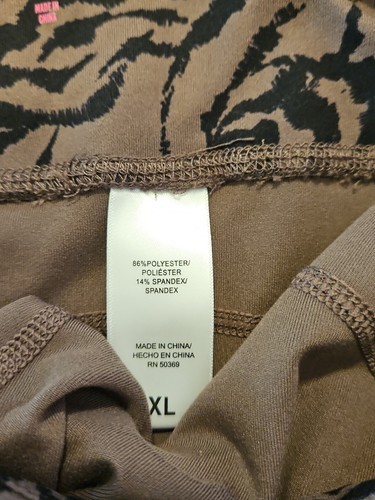 MADE IN
CHINA
86%POLYESTER/
POLIÉSTER
14% SPANDEX/
SPANDEX
MADE IN CHINA/
HECHO EN CHINA
RN 50369
XL